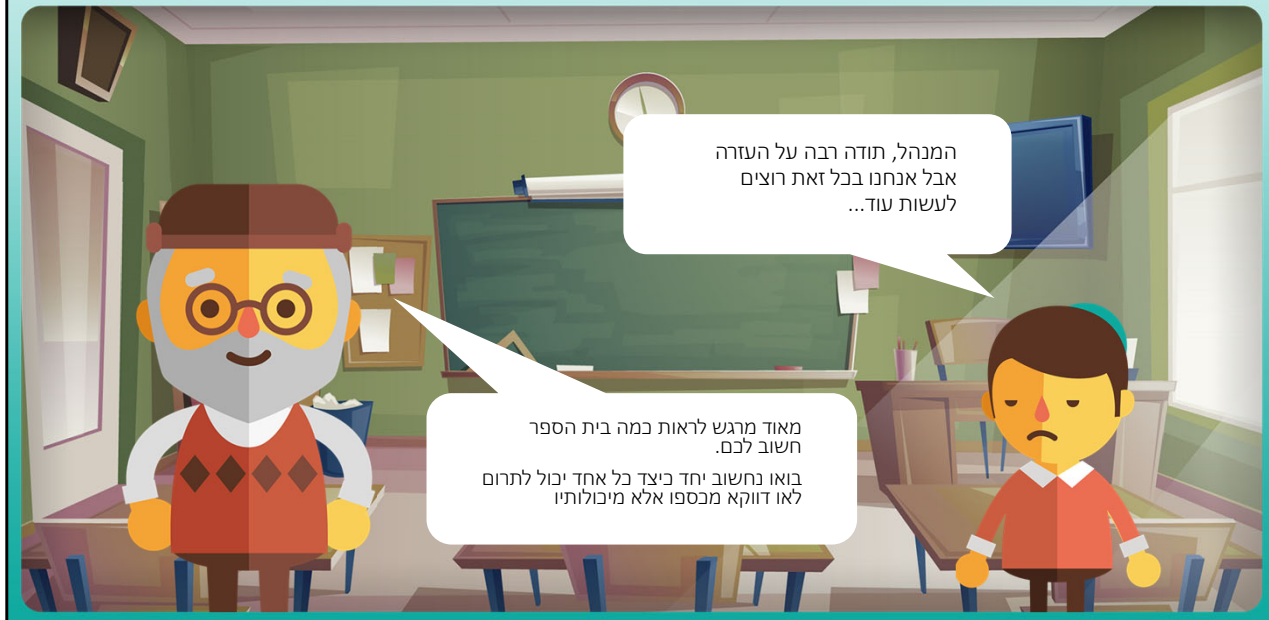 המנהל, תודה רבה על העזרה
אבל אנחנו בכל זאת רוצים
לעשות עוד...
מאוד מרגש לראות כמה בית הספר
חשוב לכם.
בואו נחשוב יחד כיצד כל אחד יכול לתרום
לאו דווקא מכספו אלא מיכולותיו